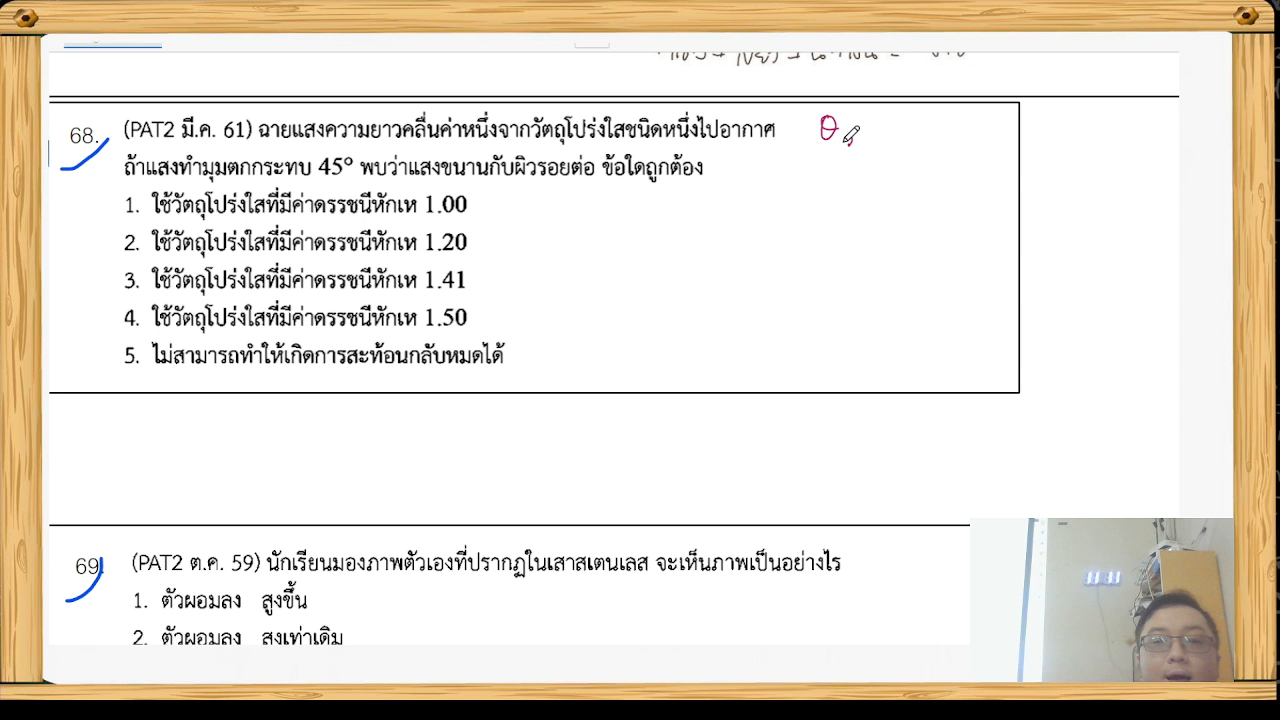 68. (PAT2 มี.ค. 61) ฉายแสงความยาวคลื่นค่าหนึ่งจากวัตถุโปร่งใสชนิดหนึ่งไปอากาศ θ
ถ้าแสงทำมุมตกกระทบ 45° พบว่าแสงขนานกับผิวรอยต่อ ข้อใดถูกต้อง
1. ใช้วัตถุโปร่งใสที่มีค่าดรรชนีหักเห 1.00
2. ใช้วัตถุโปร่งใสที่มีค่าดรรชนีหักเห 1.20
3. ใช้วัตถุโปร่งใสที่มีค่าดรรชนีหักเห 1.41
4. ใช้วัตถุโปร่งใสที่มีค่าดรรชนีหักเห 1.50
5. ไม่สามารถทำให้เกิดการสะท้อนกลับหมดได้
69. (PAT2 ต.ค. 59) นักเรียนมองภาพตัวเองที่ปรากฏในเสาสเตนเลส จะเห็นภาพเป็นอย่างไร
1. ตัวผอมลง สูงขึ้น
2. ตัวผอมลง สูงเท่าเดิม